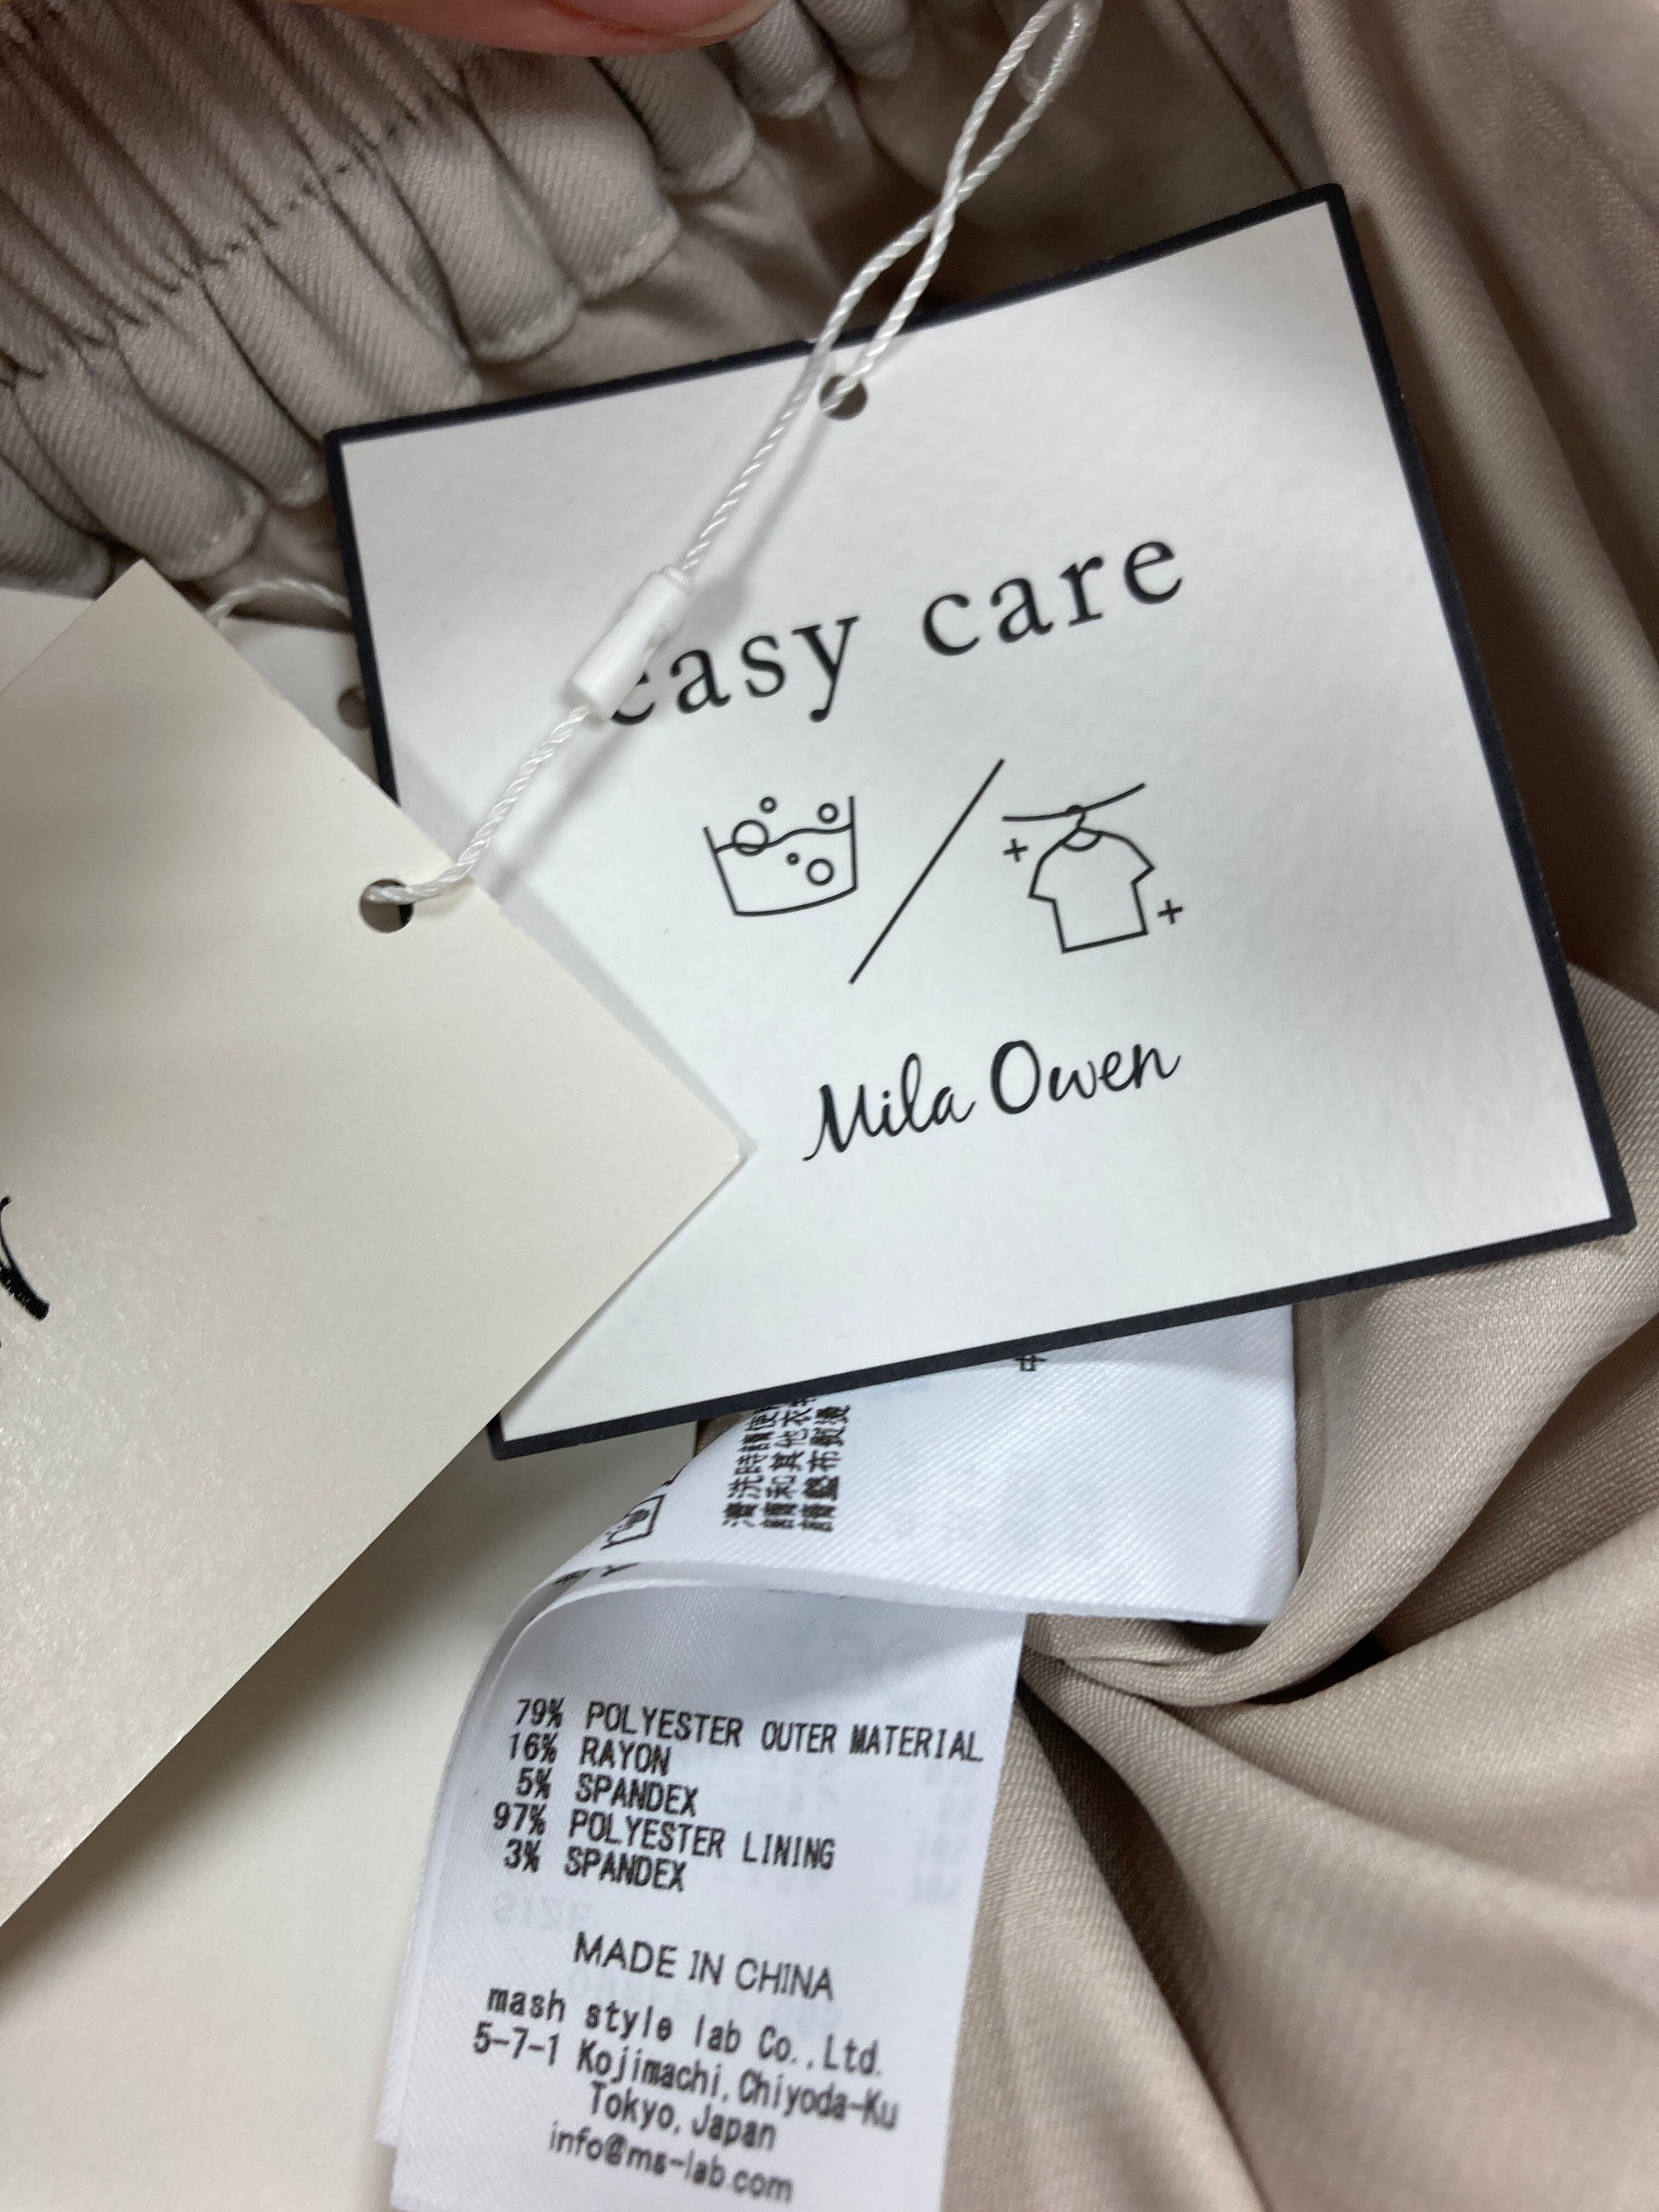 easy care
Mila Owen
79% POLYESTER OUTER MATERIAL
16% RAYON
5% SPANDEX
97% POLYESTER LINING
3% SPANDEX
MADE IN CHINA
mash style lab Co.,Ltd.
5-7-1 Kojimachi,Chiyoda-Ku
Tokyo,Japan
info@ms-lab.com